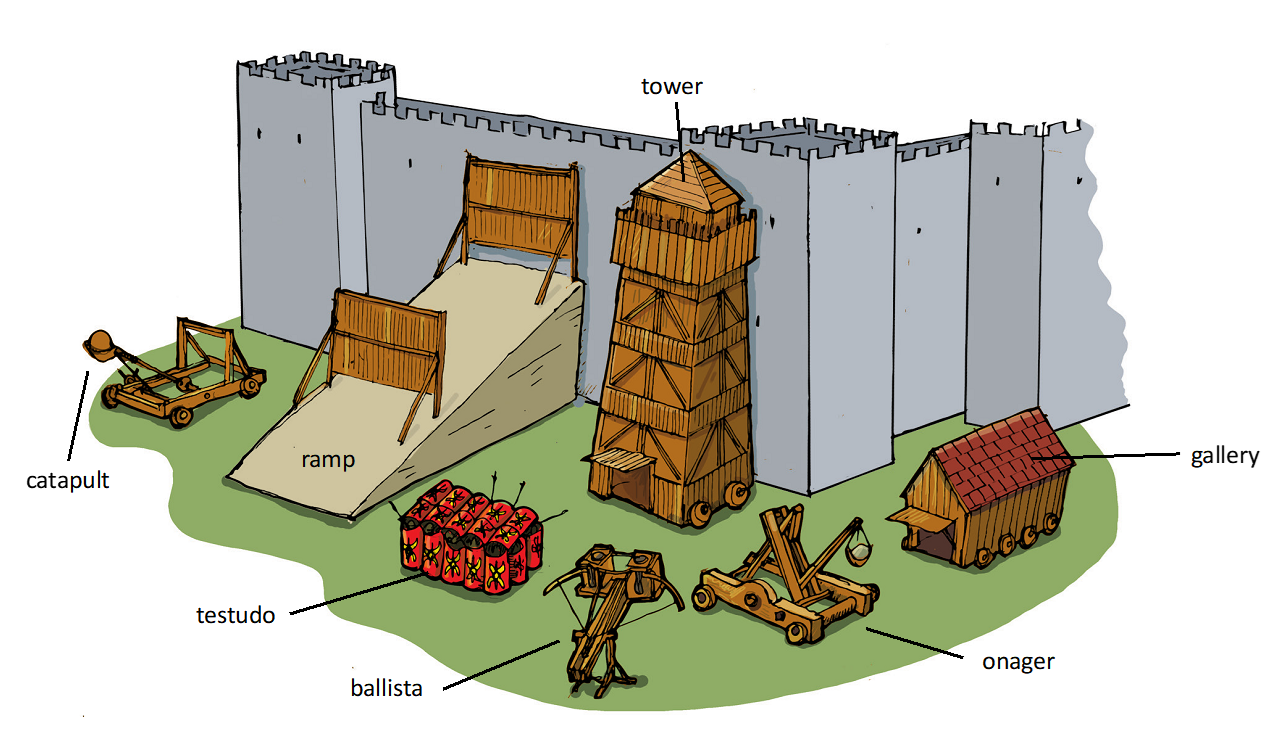 tower
ramp
gallery
catapult
testudo
onager
ballista